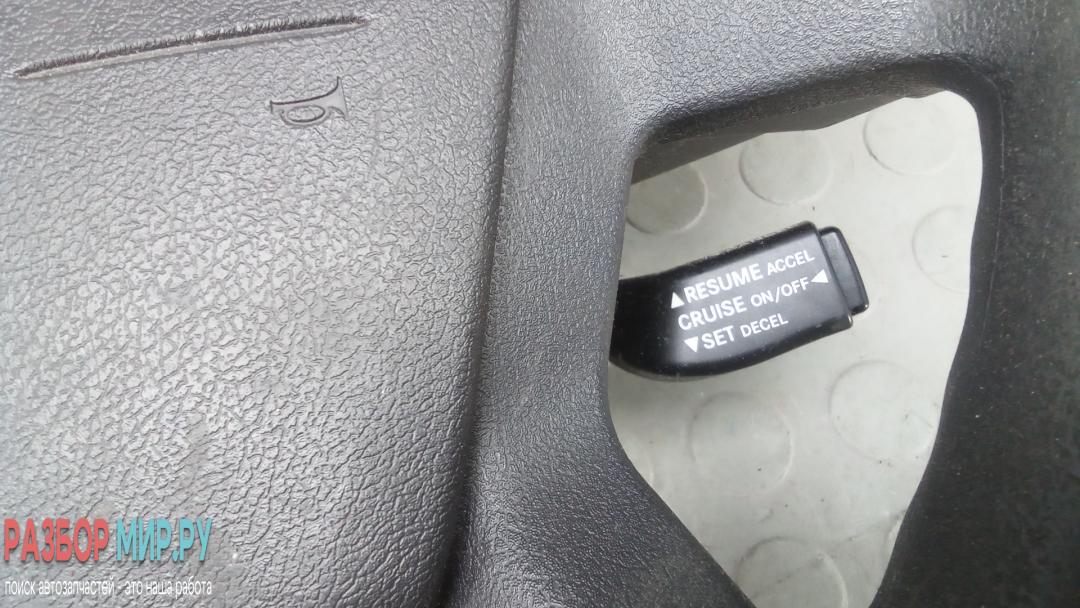 ▲RESUME ACCEL
CRUISE ON/OFF◀
▼SET DECEL
РАЗБОР МИР.РУ
поиск автозапчастей - это наша работа